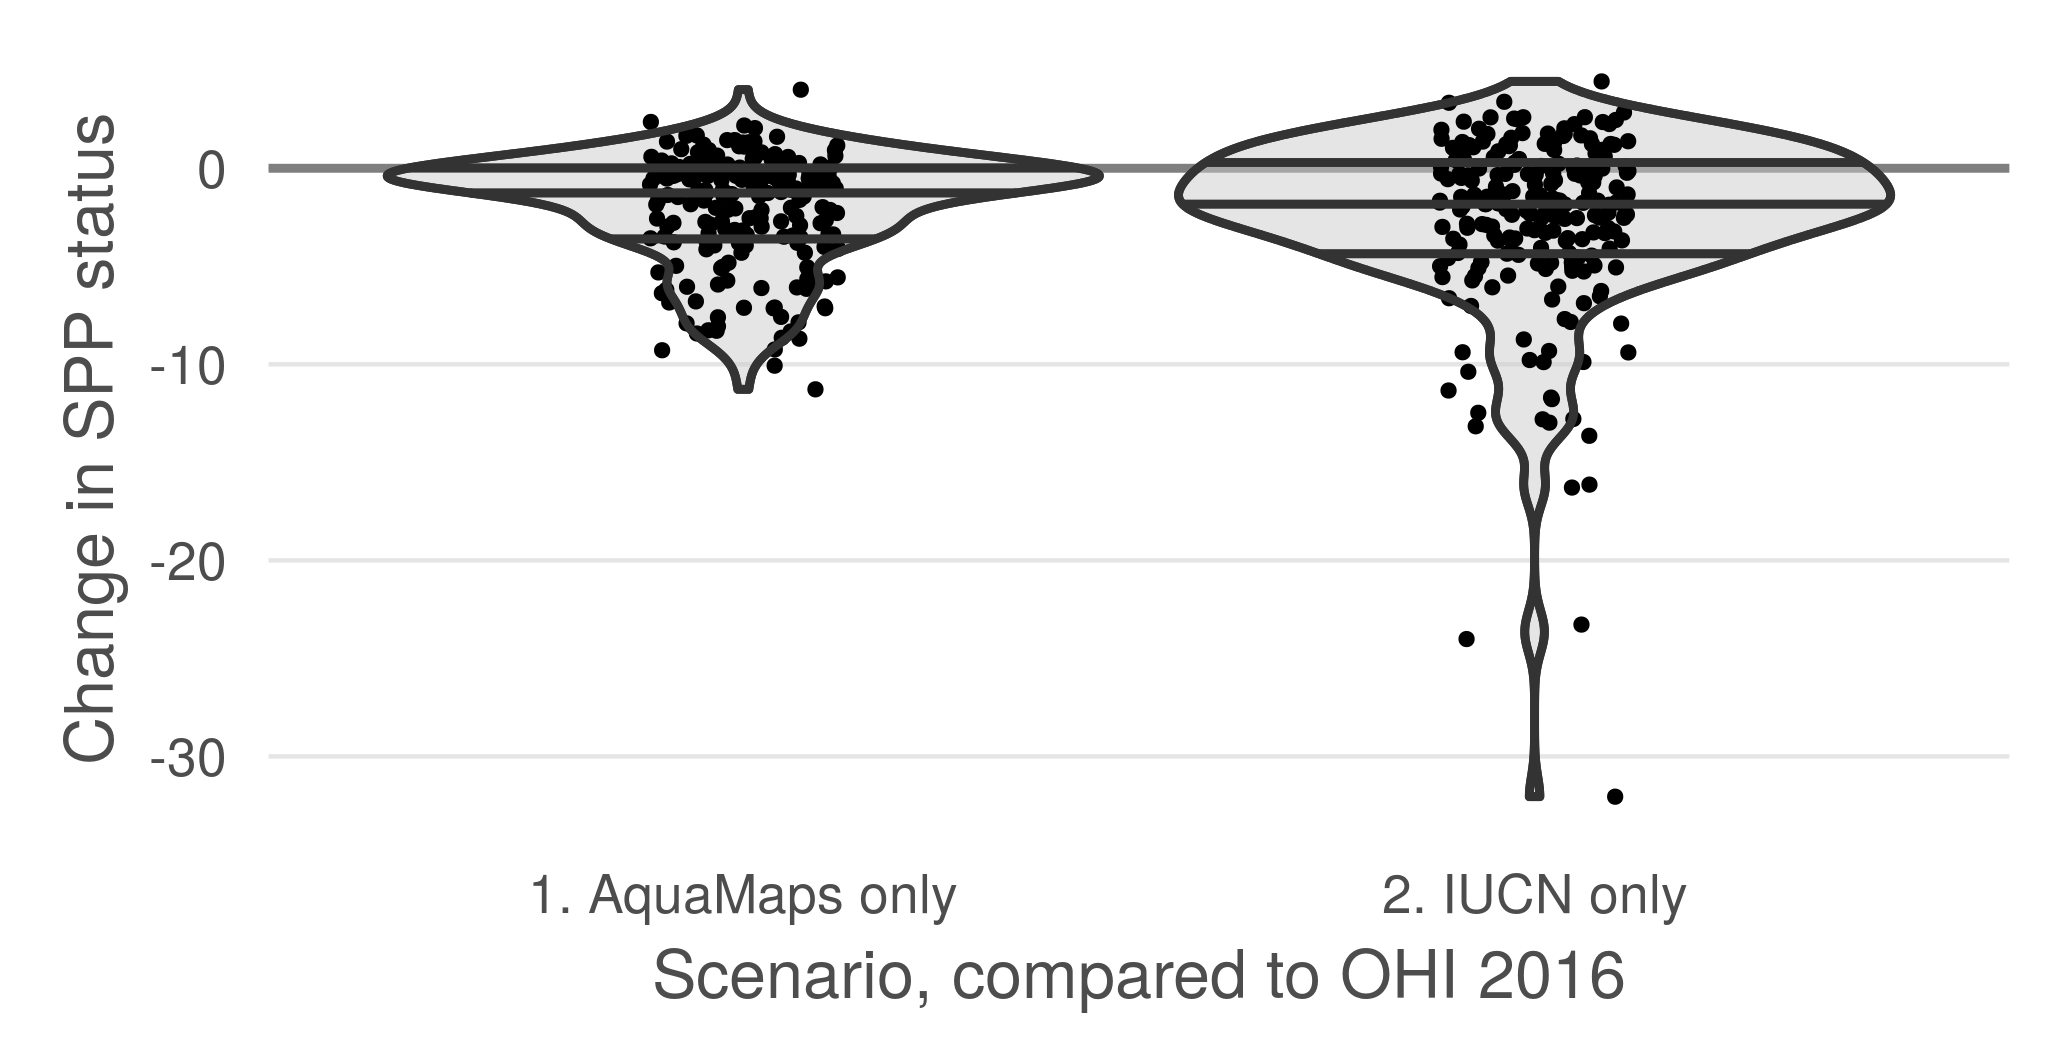 Change in SPP status
0
-10
-20
-30
1. AquaMaps only
2. IUCN only
Scenario, compared to OHI 2016